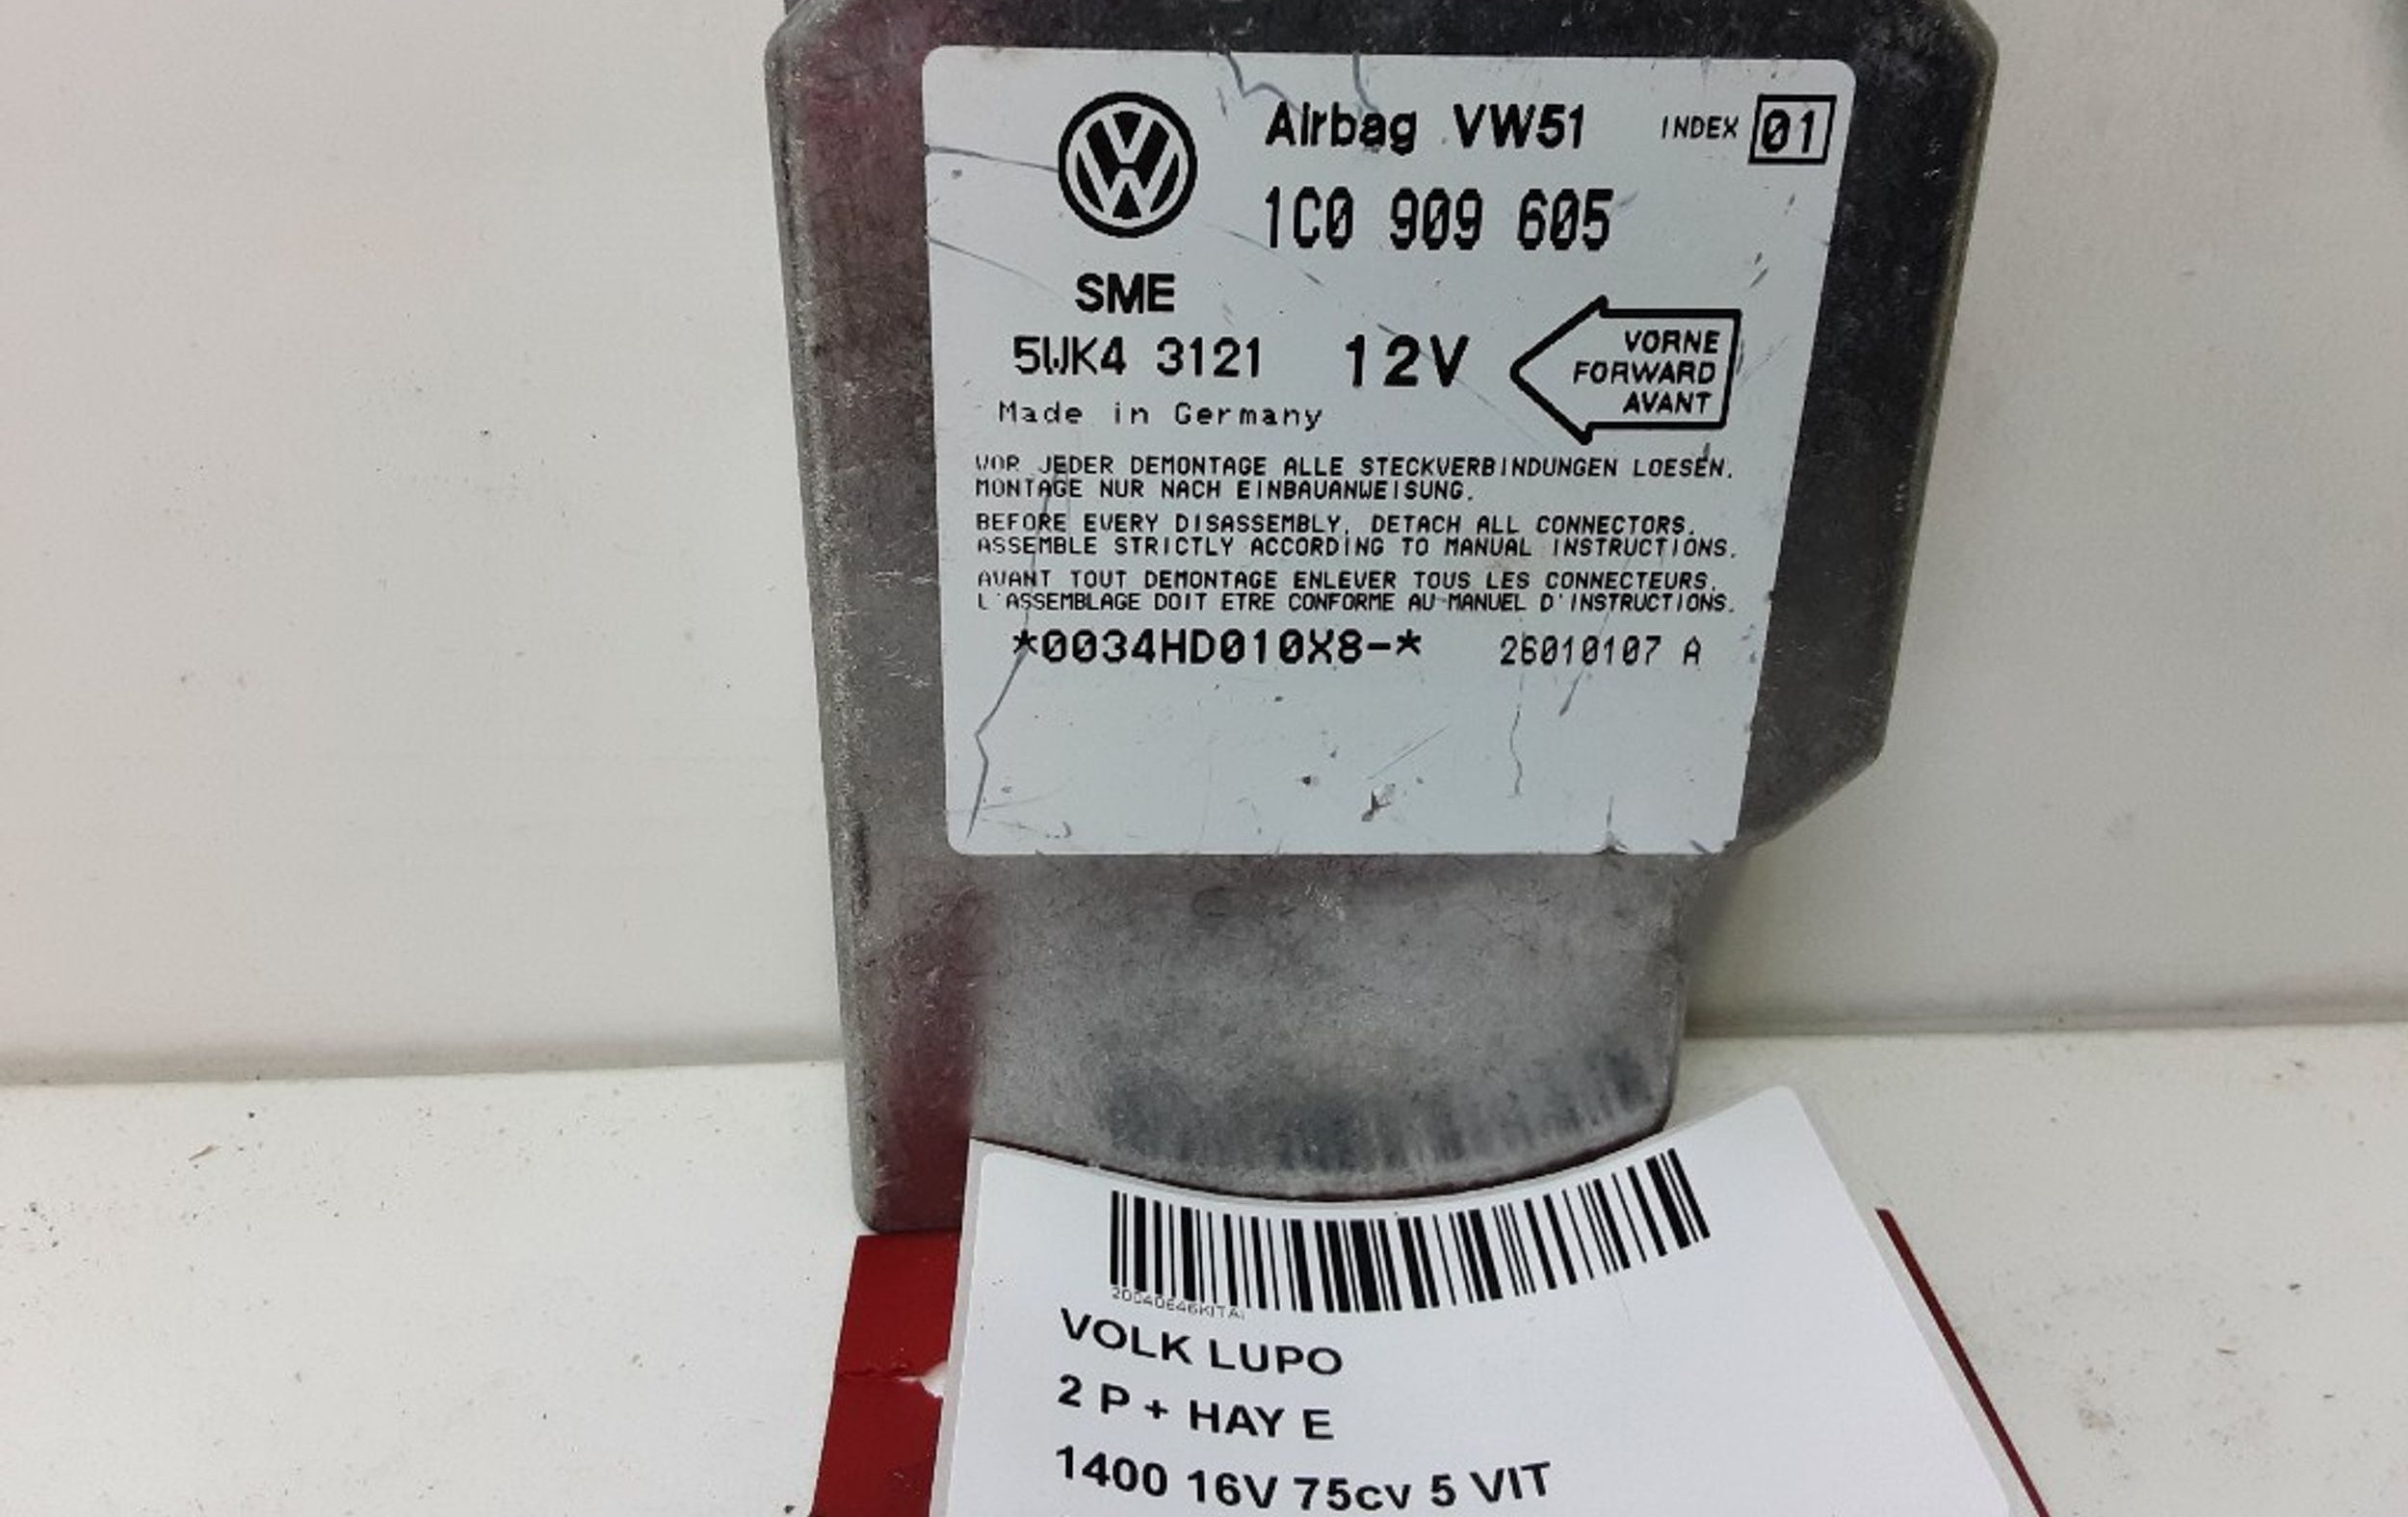 Airbag VW51 INDEX 01
1C0 909 605
SME
5WK4 3121 12V
VORNE
FORWARD
AVANT
Made in Germany
VOR JEDER DEMONTAGE ALLE STECKVERBINDUNGEN LOESEN.
MONTAGE NUR NACH EINBAUANWEISUNG.
BEFORE EVERY DISASSEMBLY, DETACH ALL CONNECTORS.
ASSEMBLE STRICTLY ACCORDING TO MANUAL INSTRUCTIONS.
AVANT TOUT DEMONTAGE ENLEVER TOUS LES CONNECTEURS.
L'ASSEMBLAGE DOIT ETRE CONFORME AU MANUEL D'INSTRUCTIONS.
*0034HD010X8-* 26010107 A
VOLK LUPO
2 P + HAY E
1400 16V 75cv 5 VIT